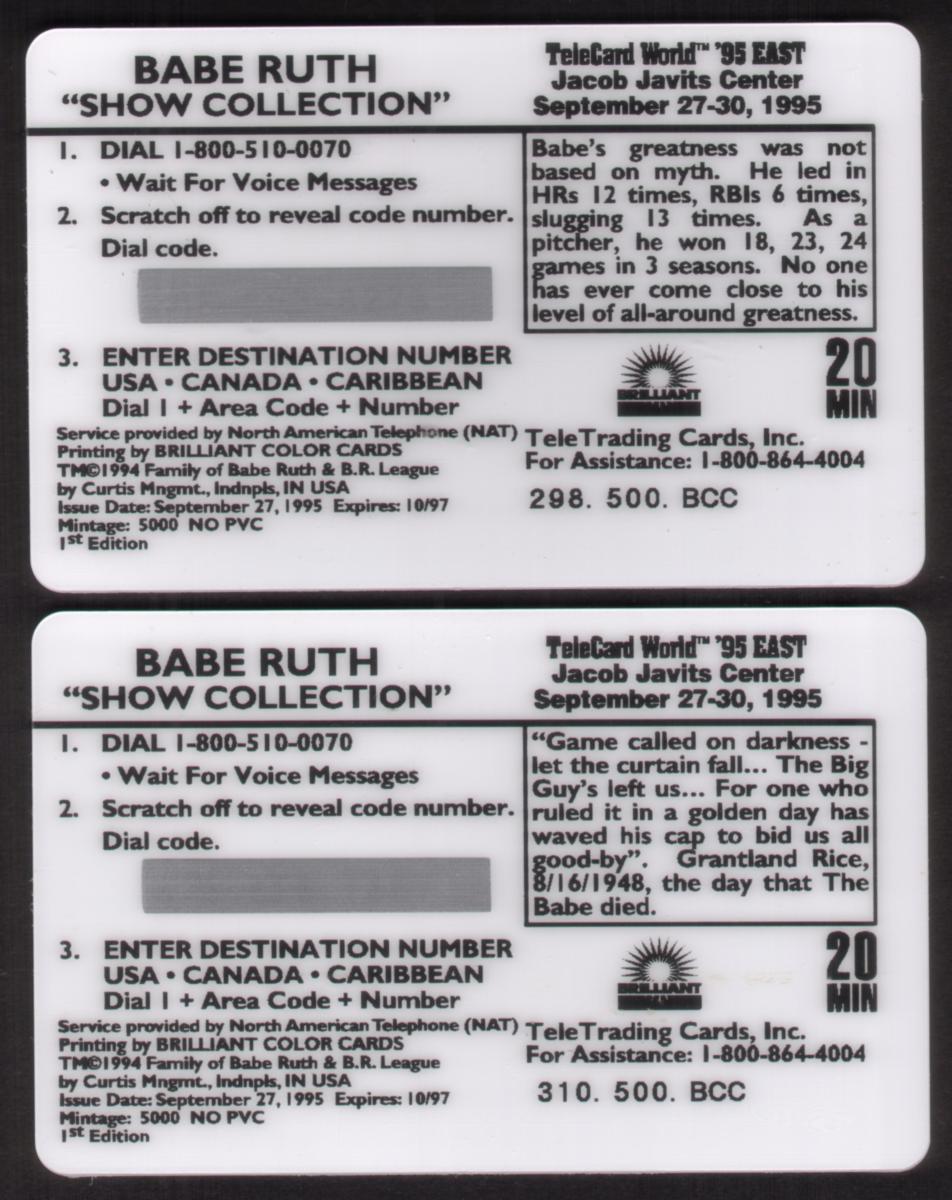 BABE RUTH
“SHOW COLLECTION”
TeleCard World™ '95 EAST
Jacob Javits Center
September 27-30, 1995
1. DIAL 1-800-510-0070
• Wait For Voice Messages
2. Scratch off to reveal code number.
Dial code.
Babe's greatness was not
based on myth. He led in
HRs 12 times, RBIs 6 times,
slugging 13 times. As a
pitcher, he won 18, 23, 24
games in 3 seasons. No one
has ever come close to his
level of all-around greatness.
3. ENTER DESTINATION NUMBER
USA • CANADA • CARIBBEAN
Dial 1 + Area Code + Number
BRILLIANT
20
MIN
Service provided by North American Telephone (NAT)
Printing by BRILLIANT COLOR CARDS
TM©1994 Family of Babe Ruth & B.R. League
by Curtis Mngmt., Indnpls, IN USA
Issue Date: September 27, 1995 Expires: 10/97
Mintage: 5000 NO PVC
1st Edition
TeleTrading Cards, Inc.
For Assistance: 1-800-864-4004
298. 500. BCC
BABE RUTH
“SHOW COLLECTION”
TeleCard World™ '95 EAST
Jacob Javits Center
September 27-30, 1995
1. DIAL 1-800-510-0070
• Wait For Voice Messages
2. Scratch off to reveal code number.
Dial code.
“Game called on darkness -
let the curtain fall... The Big
Guy's left us... For one who
ruled it in a golden day has
waved his cap to bid us all
good-by”. Grantland Rice,
8/16/1948, the day that The
Babe died.
3. ENTER DESTINATION NUMBER
USA • CANADA • CARIBBEAN
Dial 1 + Area Code + Number
BRILLIANT
20
MIN
Service provided by North American Telephone (NAT)
Printing by BRILLIANT COLOR CARDS
TM©1994 Family of Babe Ruth & B.R. League
by Curtis Mngmt., Indnpls, IN USA
Issue Date: September 27, 1995 Expires: 10/97
Mintage: 5000 NO PVC
1st Edition
TeleTrading Cards, Inc.
For Assistance: 1-800-864-4004
310. 500. BCC